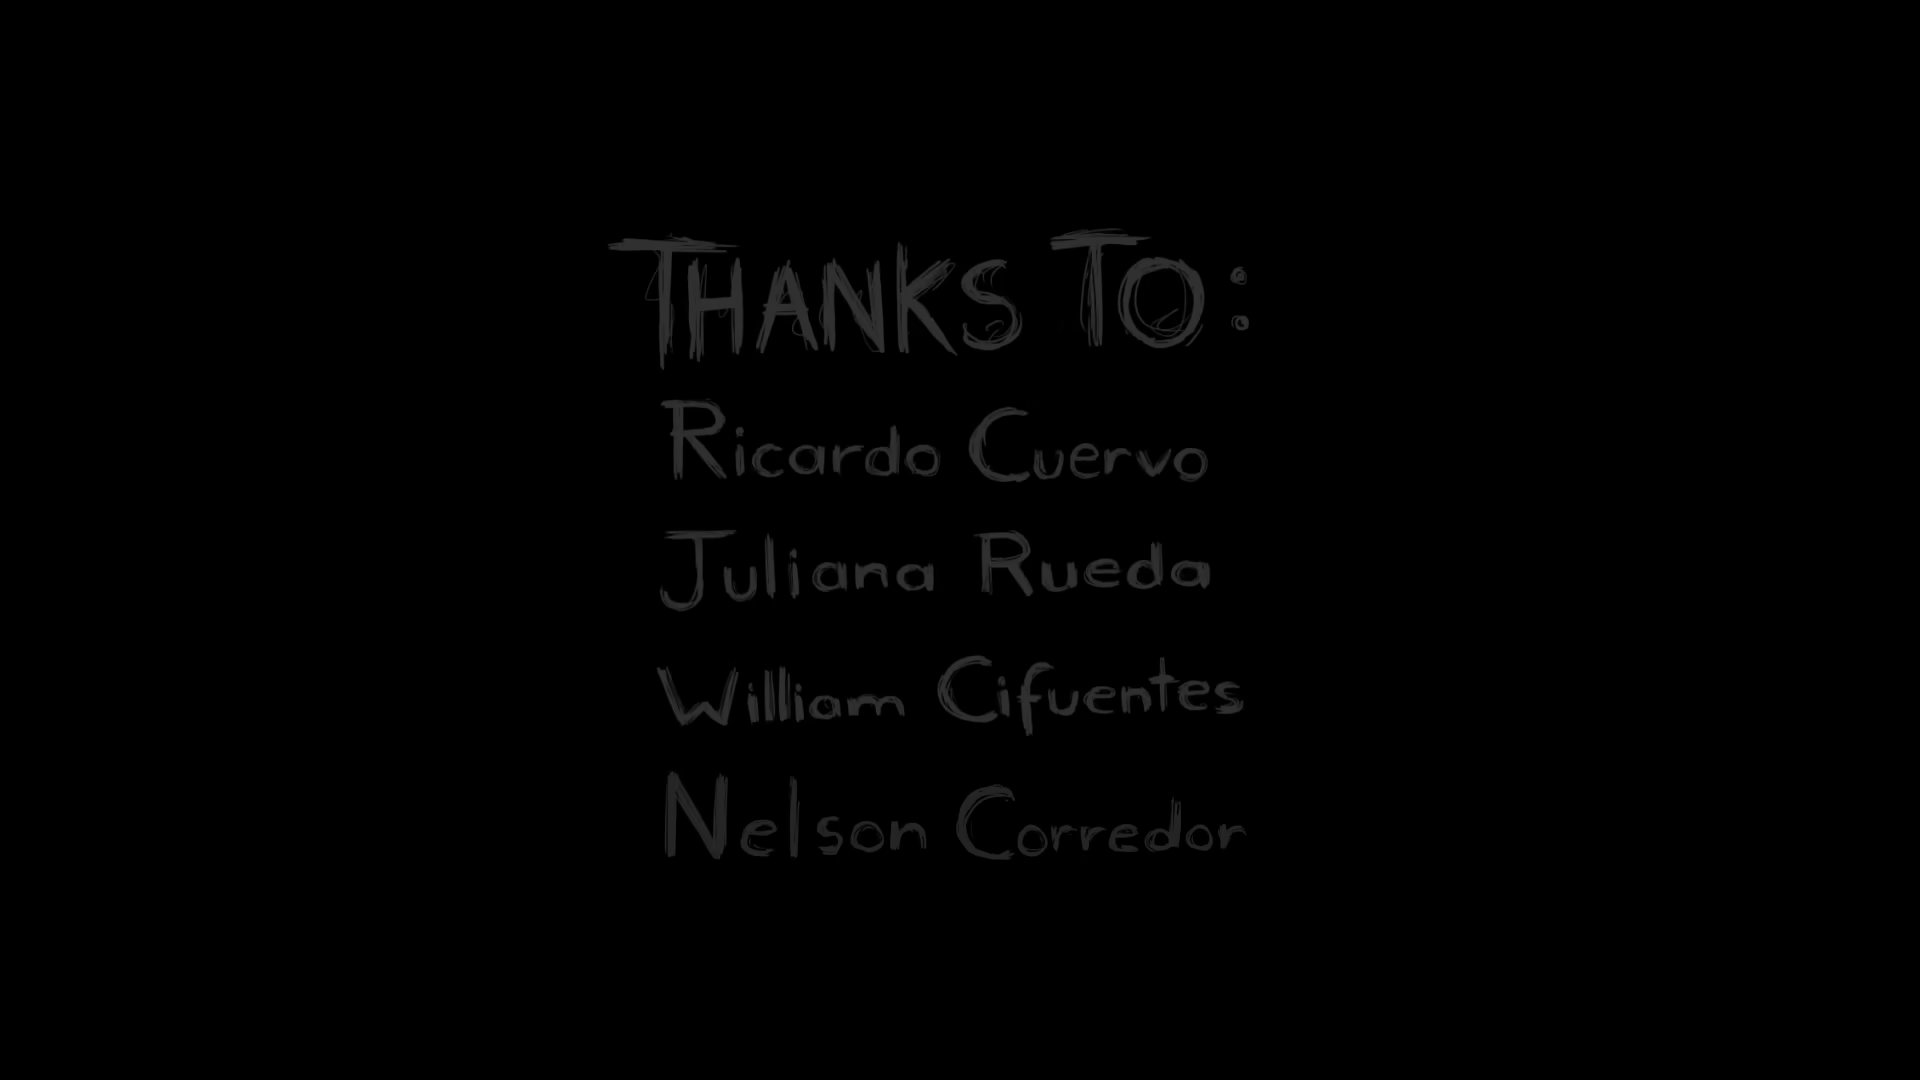 THANKS TO:
Ricardo Cuervo
Juliana Rueda
William Cifuentes
Nelson Corredor